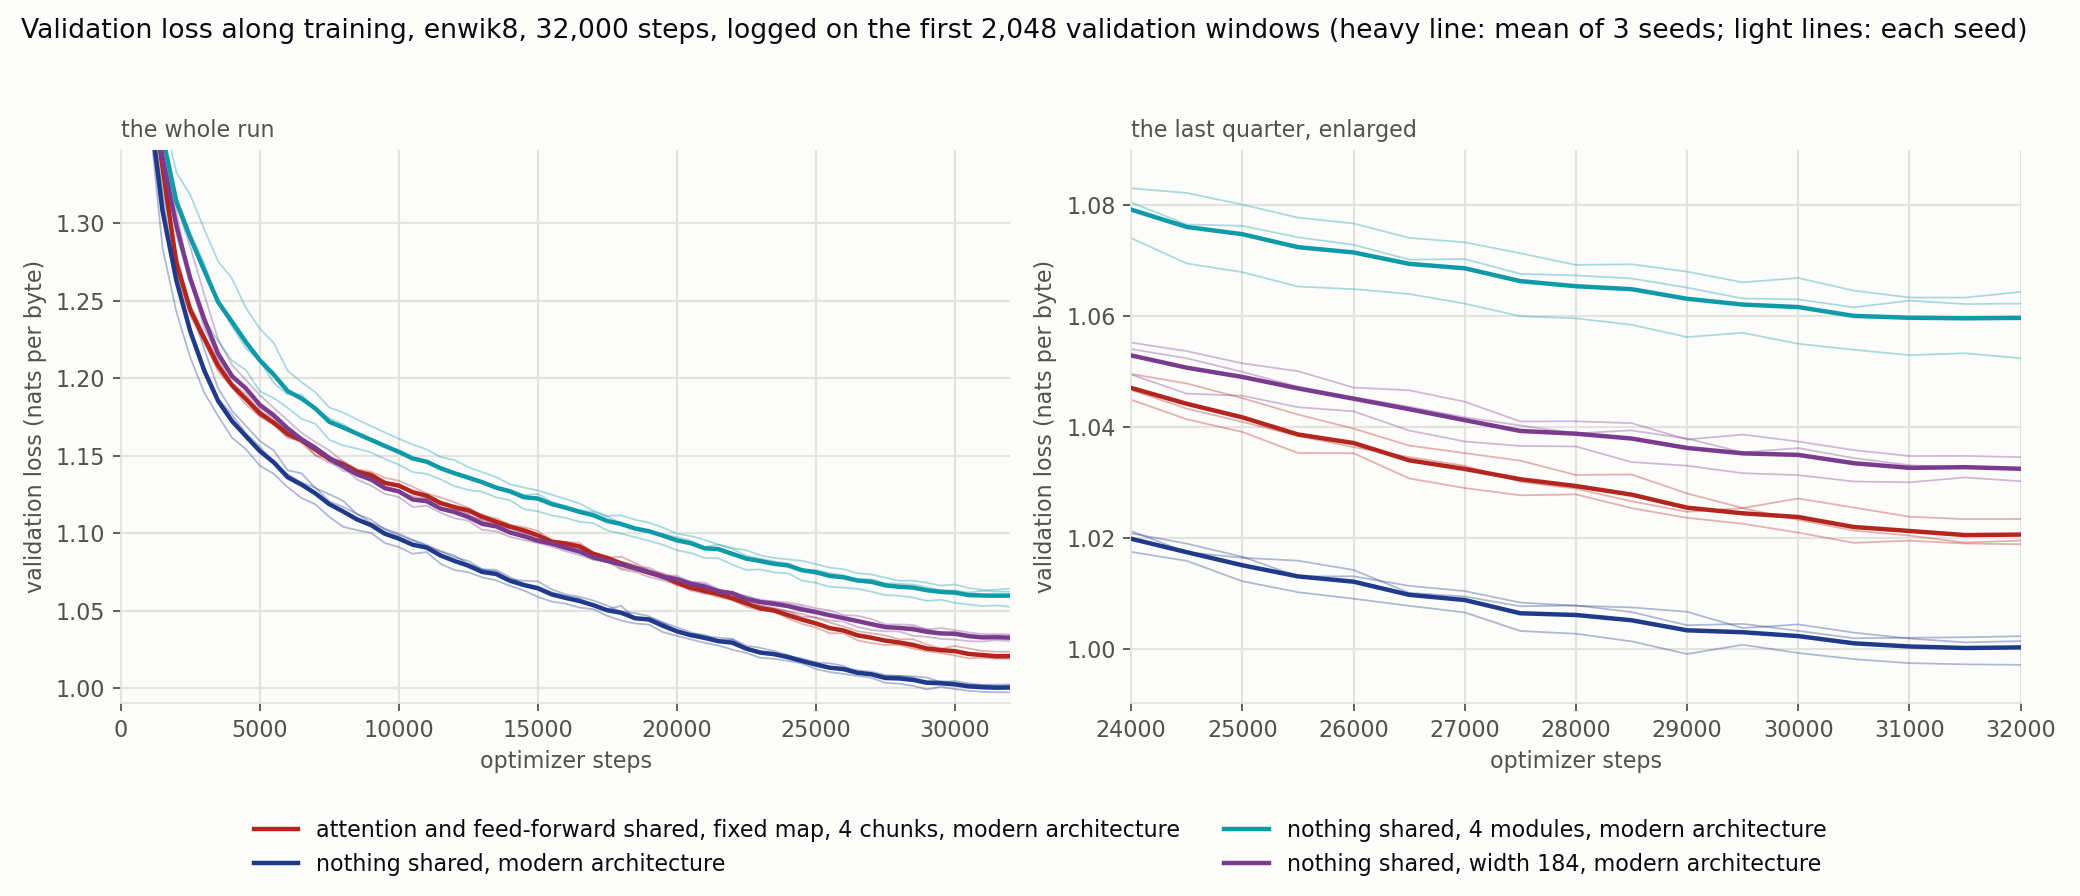 Validation loss along training, enwik8, 32,000 steps, logged on the first 2,048 validation windows (heavy line: mean of 3 seeds; light lines: each seed)
the whole run
validation loss (nats per byte)
1.30
1.25
1.20
1.15
1.10
1.05
1.00
0
5000
10000
15000
20000
25000
30000
optimizer steps
the last quarter, enlarged
validation loss (nats per byte)
1.08
1.06
1.04
1.02
1.00
24000
25000
26000
27000
28000
29000
30000
31000
32000
optimizer steps
attention and feed-forward shared, fixed map, 4 chunks, modern architecture
nothing shared, modern architecture
nothing shared, 4 modules, modern architecture
nothing shared, width 184, modern architecture